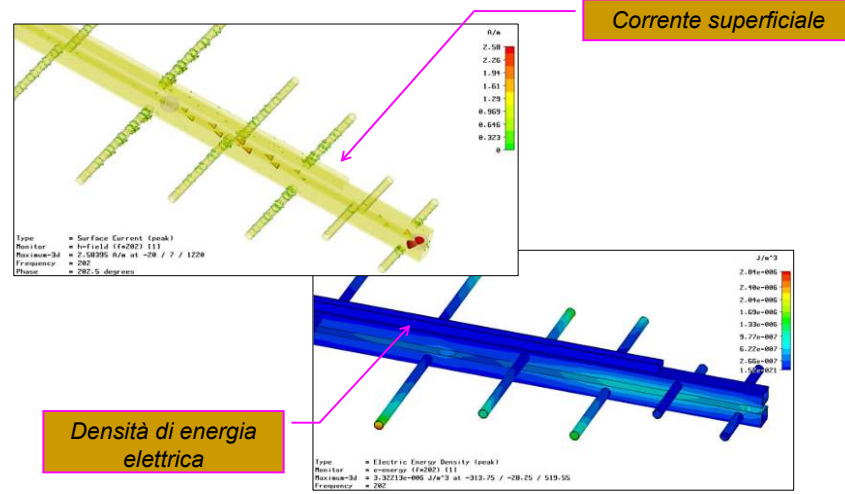 Corrente superficiale
A/m
2.58
2.26
1.94
1.61
1.29
0.969
0.646
0.323
0
Type = Surface Current (peak)
Monitor = h-field (f=202) [1]
Maximum-3d = 2.58395 A/m at -20 / 7 / 1220
Frequency = 202
Phase = 202.5 degrees
J/m^3
2.84e-006
2.40e-006
2.04e-006
1.69e-006
1.33e-006
9.77e-007
6.22e-007
2.66e-007
Densità di energia
elettrica
Type = Electric Energy Density (peak)
Monitor = e-energy (f=202) [1]
Maximum-3d = 3.32213e-006 J/m^3 at -313.75 / -28.25 / 519.55
Frequency = 202